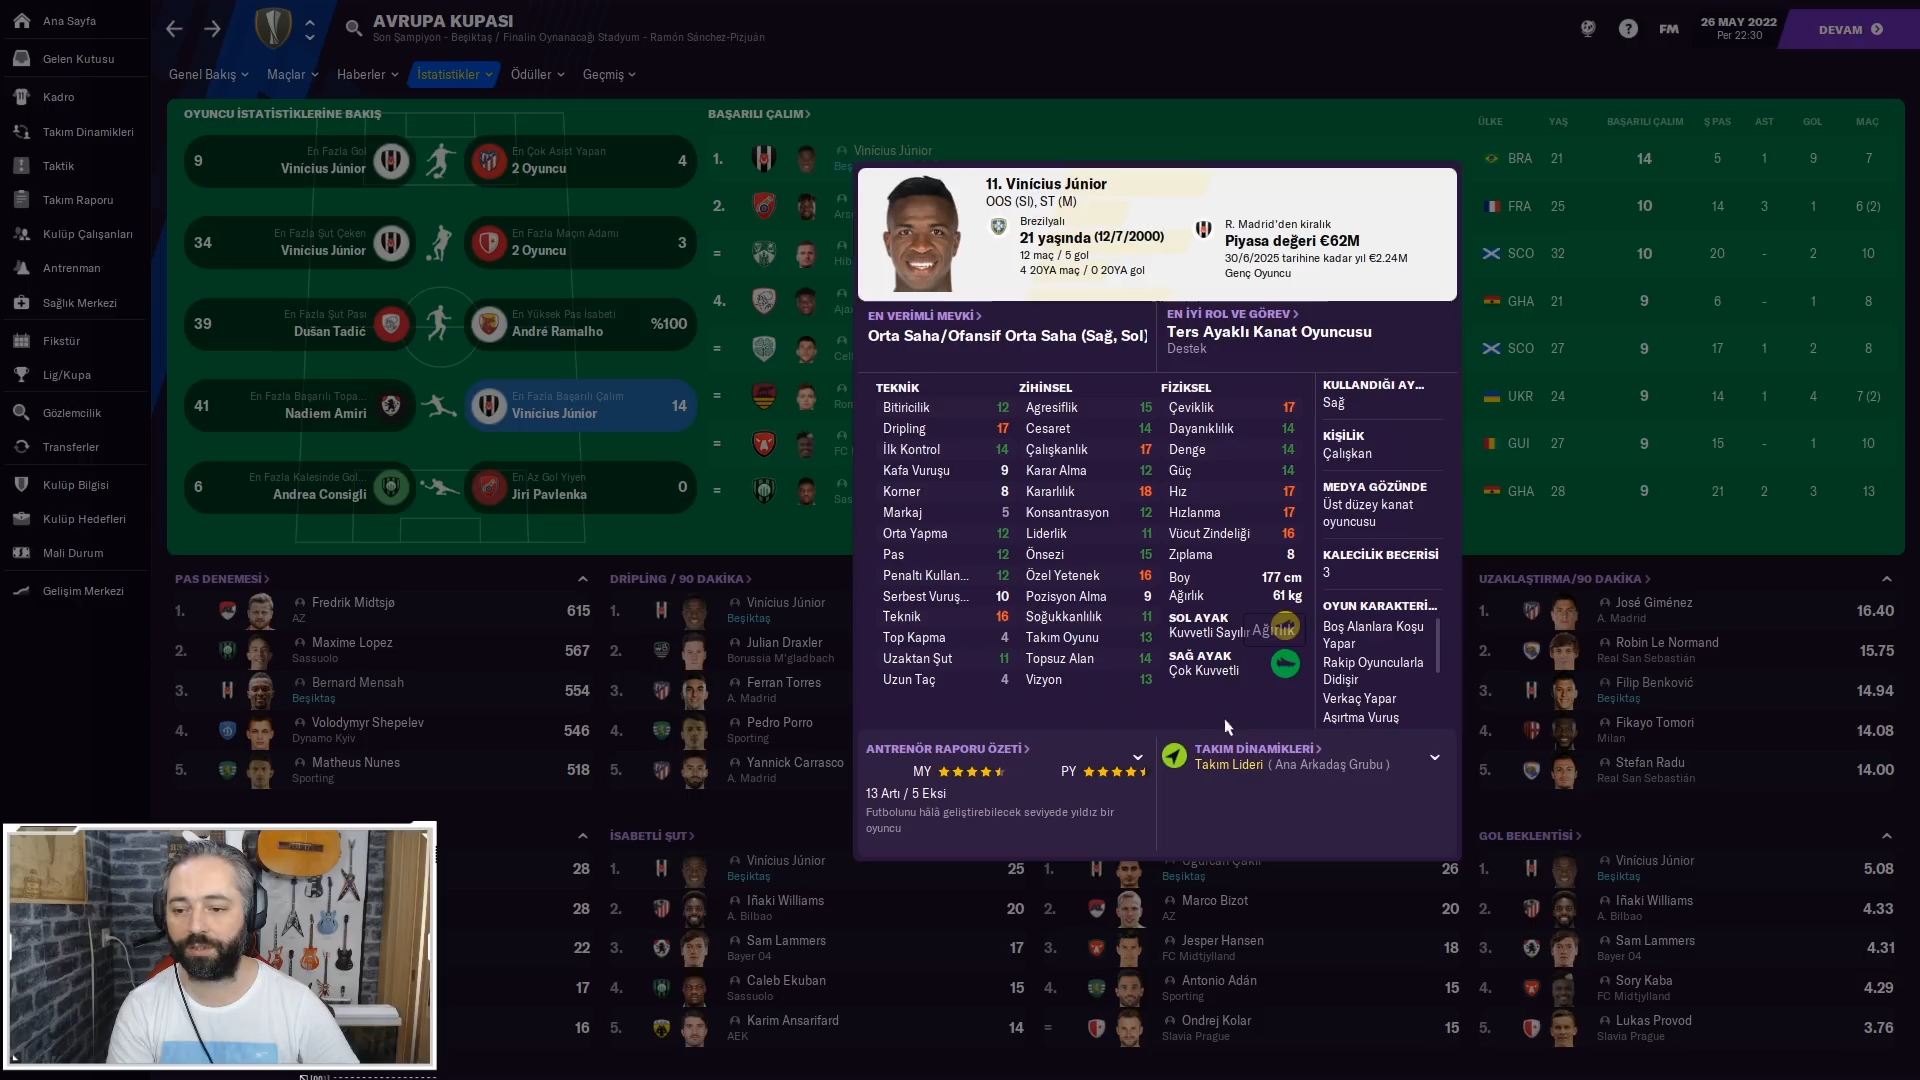 Ana Sayfa
Gelen Kutusu
Kadro
Takım Dinamikleri
Taktik
Takım Raporu
Kulüp Çalışanları
Antrenman
Sağlık Merkezi
Fikstür
Lig/Kupa
Gözlemcilik
Transferler
Kulüp Bilgisi
Kulüp Hedefleri
Mali Durum
Gelişim Merkezi
AVRUPA KUPASI
Son Şampiyon - Beşiktaş / Finalin Oynanacağı Stadyum - Ramón Sánchez-Pizjuán
FM
26 MAY 2022
Per 22:30
DEVAM
Genel Bakış
Maçlar
Haberler
İstatistikler
Ödüller
Geçmiş
OYUNCU İSTATİSTİKLERİNE BAKIŞ
9
En Fazla Gol
Vinícius Júnior
En Çok Asist Yapan
2 Oyuncu
4
34
En Fazla Şut Çeken
Vinícius Júnior
En Fazla Maçın Adamı
2 Oyuncu
3
39
En Fazla Şut Pası
Dušan Tadić
En Yüksek Pas İsabeti
André Ramalho
%100
41
En Fazla Başarılı Topa...
Nadiem Amiri
En Fazla Başarılı Çalım
Vinícius Júnior
14
6
En Fazla Kalesinde Gol...
Andrea Consigli
En Az Gol Yiyen
Jiri Pavlenka
0
BAŞARILI ÇALIM
1.
Vinícius Júnior
2.
=
4.
=
=
=
=
ÜLKE YAŞ BAŞARILI ÇALIM Ş PAS AST GOL MAÇ
BRA 21 14 5 1 9 7
FRA 25 10 14 3 1 6 (2)
SCO 32 10 20 - 2 10
GHA 21 9 6 - 1 8
SCO 27 9 17 1 2 8
UKR 24 9 14 1 4 7 (2)
GUI 27 9 15 - 1 10
GHA 28 9 21 2 3 13
11. Vinícius Júnior
OOS (Sl), ST (M)
Brezilyalı
21 yaşında (12/7/2000)
12 maç / 5 gol
4 20YA maç / 0 20YA gol
R. Madrid'den kiralık
Piyasa değeri €62M
30/6/2025 tarihine kadar yıl €2.24M
Genç Oyuncu
EN VERİMLİ MEVKİ
Orta Saha/Ofansif Orta Saha (Sağ, Sol)
EN İYİ ROL VE GÖREV
Ters Ayaklı Kanat Oyuncusu
Destek
TEKNİK
Bitiricilik 12
Dripling 17
İlk Kontrol 14
Kafa Vuruşu 9
Korner 8
Markaj 5
Orta Yapma 12
Pas 12
Penaltı Kullan... 12
Serbest Vuruş... 10
Teknik 16
Top Kapma 4
Uzaktan Şut 11
Uzun Taç 4
ZİHİNSEL
Agresiflik 15
Cesaret 14
Çalışkanlık 17
Karar Alma 12
Kararlılık 18
Konsantrasyon 12
Liderlik 11
Önsezi 15
Özel Yetenek 16
Pozisyon Alma 9
Soğukkanlılık 11
Takım Oyunu 13
Topsuz Alan 14
Vizyon 13
FİZİKSEL
Çeviklik 17
Dayanıklılık 14
Denge 14
Güç 14
Hız 17
Hızlanma 17
Vücut Zindeliği 16
Zıplama 8
Boy 177 cm
Ağırlık 61 kg
SOL AYAK
Kuvvetli Sayılır
Ağırlık
SAĞ AYAK
Çok Kuvvetli
KULLANDIĞI AY...
Sağ
KİŞİLİK
Çalışkan
MEDYA GÖZÜNDE
Üst düzey kanat
oyuncusu
KALECİLİK BECERİSİ
3
OYUN KARAKTERİ...
Boş Alanlara Koşu
Yapar
Rakip Oyuncularla
Didişir
Verkaç Yapar
Aşırtma Vuruş
ANTRENÖR RAPORU ÖZETİ
MY
PY
13 Artı / 5 Eksi
Futbolunu hâlâ geliştirebilecek seviyede yıldız bir
oyuncu
TAKIM DİNAMİKLERİ
Takım Lideri ( Ana Arkadaş Grubu )
PAS DENEMESİ
1. Fredrik Midtsjø 615
AZ
2. Maxime Lopez 567
Sassuolo
3. Bernard Mensah 554
Beşiktaş
4. Volodymyr Shepelev 546
Dynamo Kyiv
5. Matheus Nunes 518
Sporting
DRİPLİNG / 90 DAKİKA
1. Vinícius Júnior
Beşiktaş
2. Julian Draxler
Borussia M'gladbach
3. Ferran Torres
A. Madrid
4. Pedro Porro
Sporting
5. Yannick Carrasco
A. Madrid
UZAKLAŞTIRMA/90 DAKİKA
1. José Giménez 16.40
A. Madrid
2. Robin Le Normand 15.75
Real San Sebastián
3. Filip Benković 14.94
Beşiktaş
4. Fikayo Tomori 14.08
Milan
5. Stefan Radu 14.00
Real San Sebastián
28
28
22
17
16
İSABETLİ ŞUT
1. Vinícius Júnior 25
Beşiktaş
2. Iñaki Williams 20
A. Bilbao
3. Sam Lammers 17
Bayer 04
4. Caleb Ekuban 15
Sassuolo
5. Karim Ansarifard 14
AEK
1. 26
Beşiktaş
2. Marco Bizot 20
AZ
3. Jesper Hansen 18
FC Midtjylland
4. Antonio Adán 15
Sporting
= Ondrej Kolar 15
Slavia Prague
GOL BEKLENTİSİ
1. Vinícius Júnior 5.08
Beşiktaş
2. Iñaki Williams 4.33
A. Bilbao
3. Sam Lammers 4.31
Bayer 04
4. Sory Kaba 4.29
FC Midtjylland
5. Lukas Provod 3.76
Slavia Prague